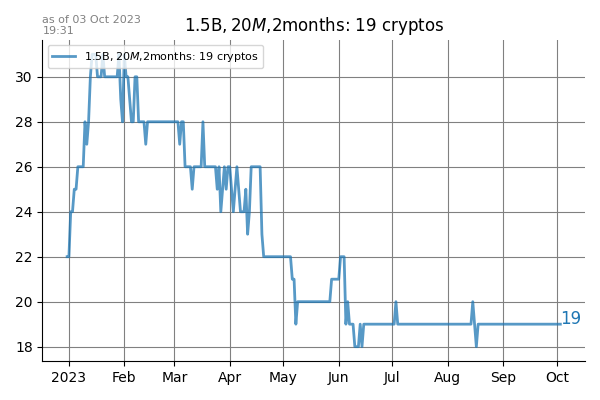 as of 03 Oct 2023
19:31
1.5B, 20M,2months: 19 cryptos
1.5B, 20M,2months: 19 cryptos
30
28
26
24
22
20
18
19
2023 Feb Mar Apr May Jun Jul Aug Sep Oct